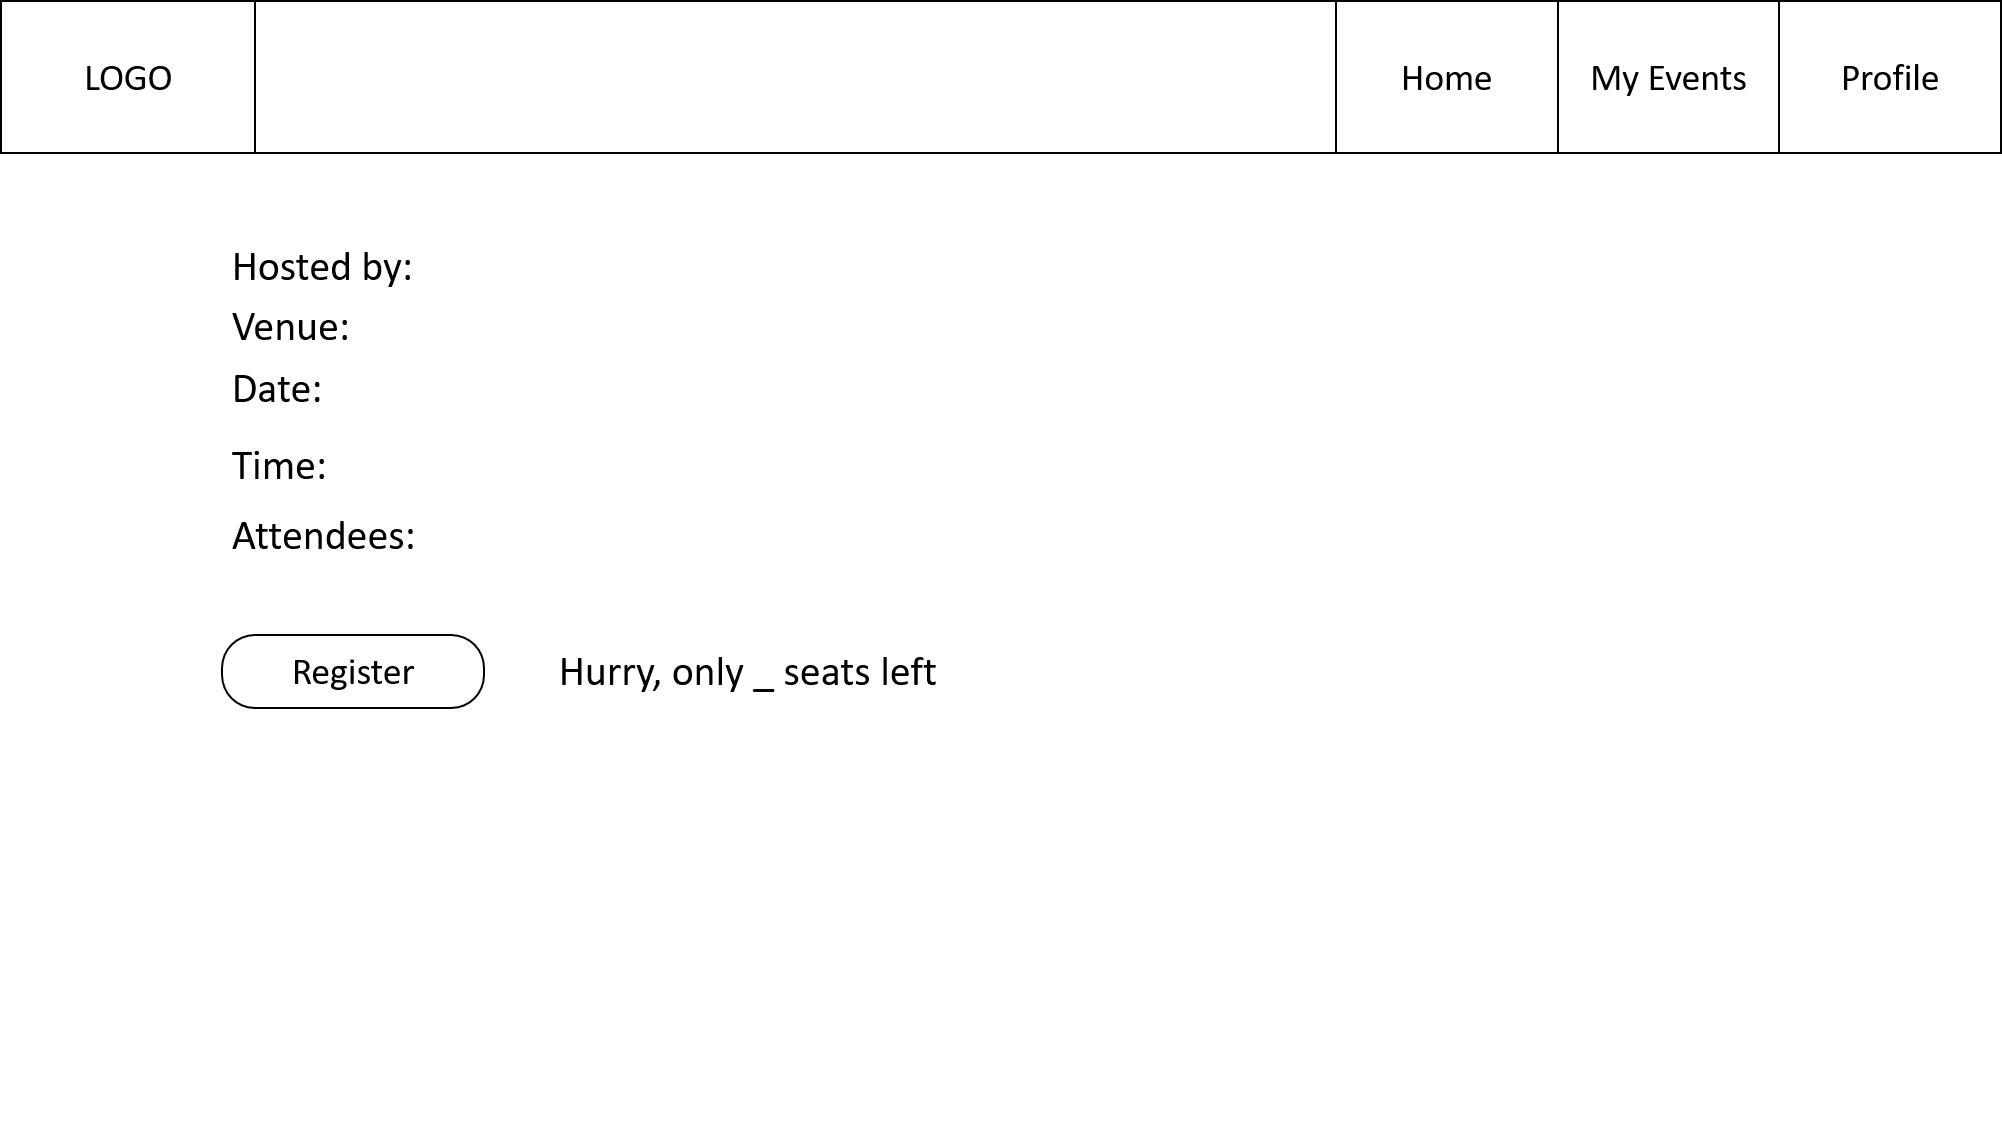 LOGO
Home
My Events
Profile
Hosted by:
Venue:
Date:
Time:
Attendees:
Register
Hurry, only _ seats left